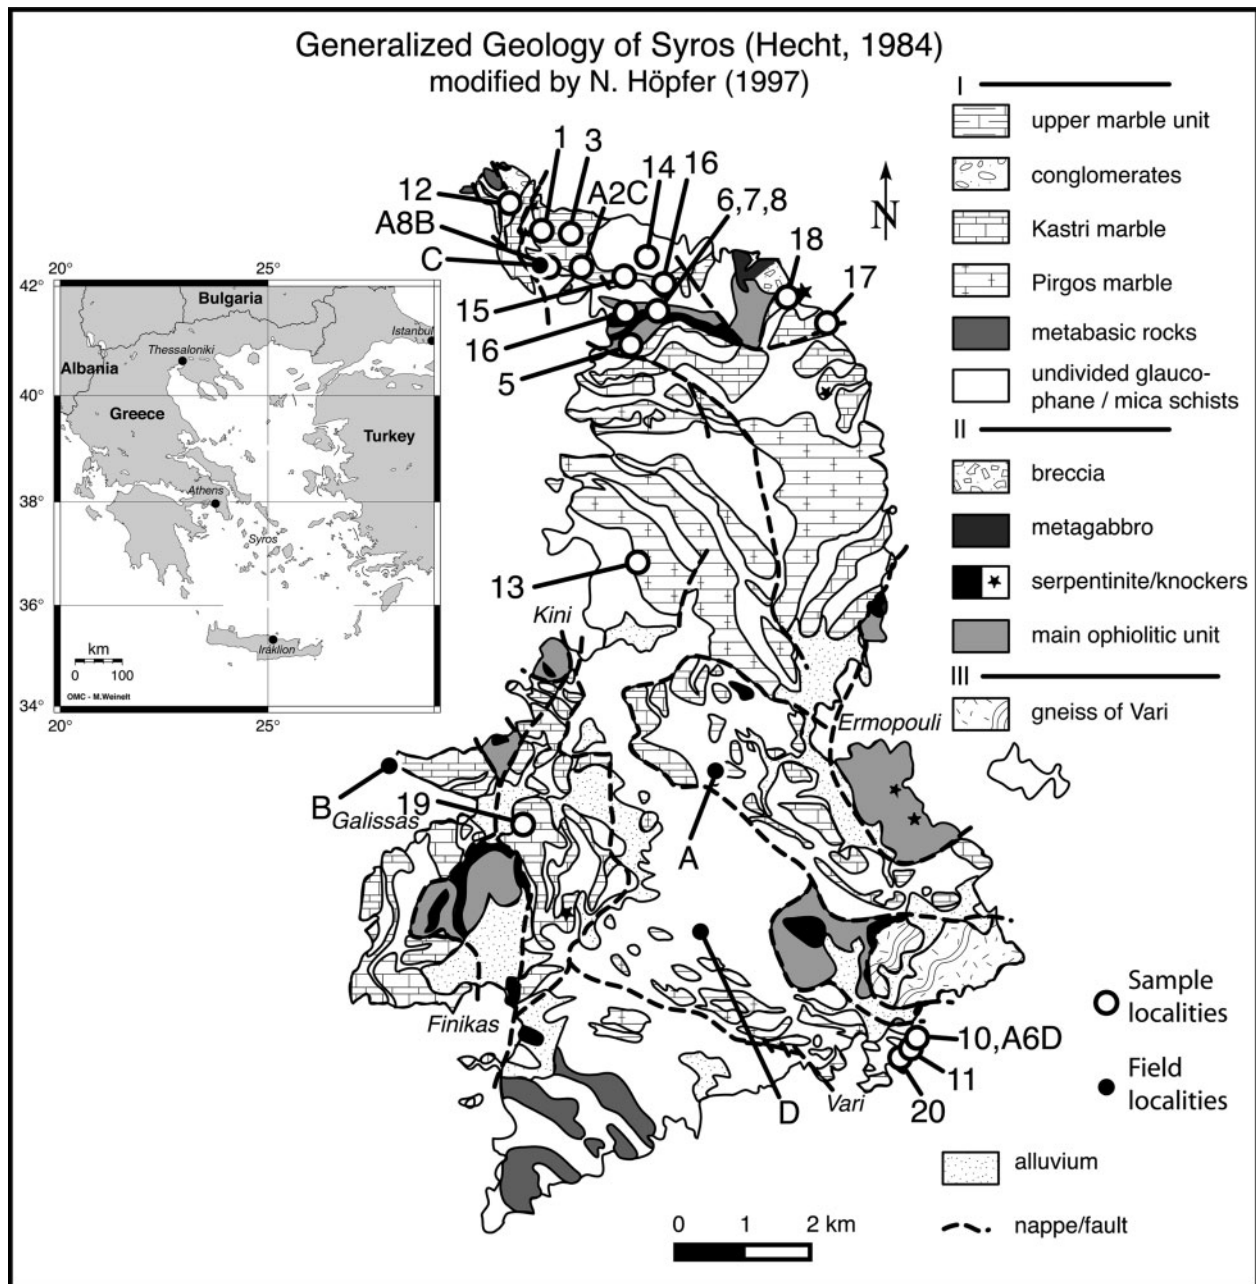 Generalized Geology of Syros (Hecht, 1984)
modified by N. Höpfer (1997)
I
upper marble unit
conglomerates
Kastri marble
Pirgos marble
metabasic rocks
undivided glauco-
phane / mica schists
II
breccia
metagabbro
serpentinite/knockers
main ophiolitic unit
III
gneiss of Vari
N
1
3
14
16
12
A2C
6,7,8
A8B
18
C
17
15
16
5
13
Kini
Ermopouli
B
19
Galissas
A
Finikas
10,A6D
11
D
Vari
20
Sample
localities
Field
localities
alluvium
nappe/fault
0 1 2 km
20° 25°
42°
Bulgaria
Istanbul
Thessaloniki
Albania
40°
Greece
Turkey
38°
Athens
Syros
36°
Iraklion
km
0 100
OMC - M.Weinelt
34°
20° 25°